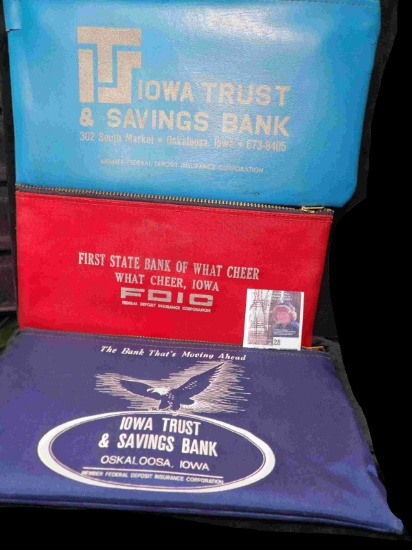 IOWA TRUST
& SAVINGS BANK
302 South Market • Oskaloosa, Iowa • 673-8405
MEMBER FEDERAL DEPOSIT INSURANCE CORPORATION
FIRST STATE BANK OF WHAT CHEER
WHAT CHEER, IOWA
FDIC
FEDERAL DEPOSIT INSURANCE CORPORATION
28
The Bank That's Moving Ahead
IOWA TRUST
& SAVINGS BANK
OSKALOOSA, IOWA
MEMBER FEDERAL DEPOSIT INSURANCE CORPORATION